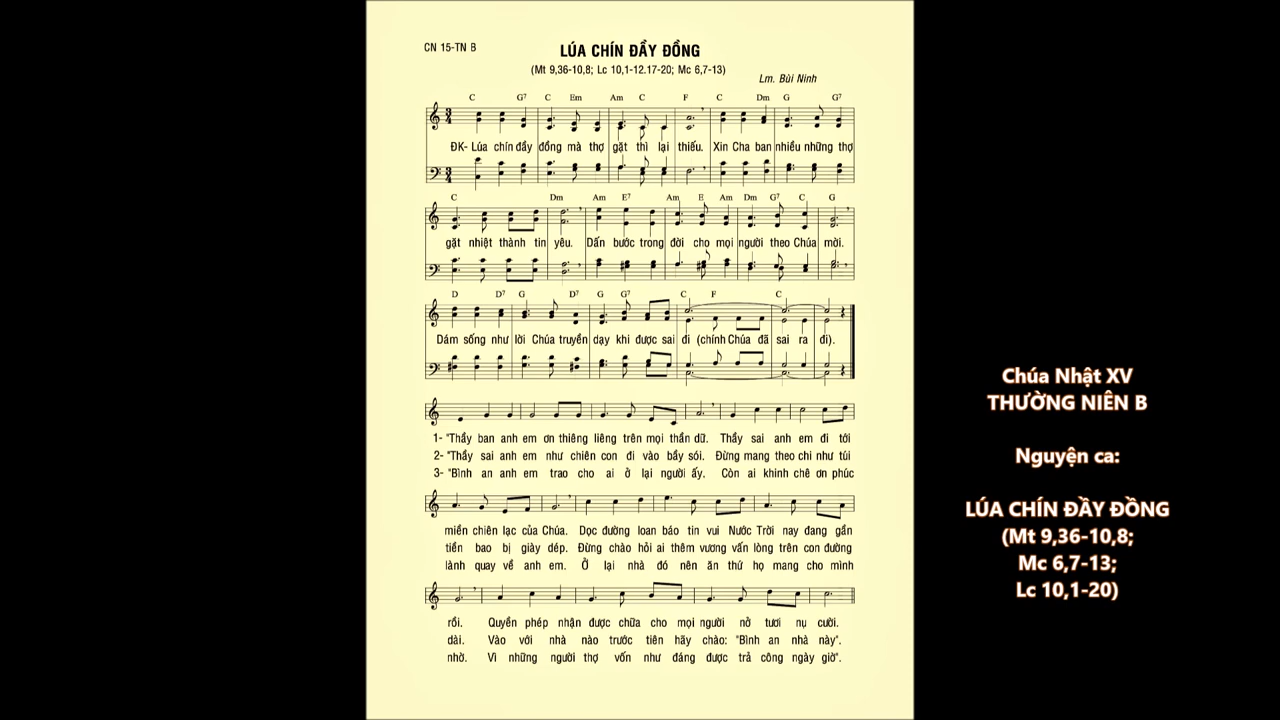 CN 15-TN B
LÚA CHÍN ĐẦY ĐỒNG
(Mt 9,36-10,8; Lc 10,1-12.17-20; Mc 6,7-13)
Lm. Bùi Ninh
C G7 C Em Am C F C Dm G G7
ĐK- Lúa chín đầy đồng mà thợ gặt thì lại thiếu. Xin Cha ban nhiều những thợ
C Dm Am E7 Am E Am Dm G7 C G
gặt nhiệt thành tin yêu. Dấn bước trong đời cho mọi người theo Chúa mời.
D D7 G D7 G G7 C F C
Dám sống như lời Chúa truyền dạy khi được sai đi (chính Chúa đã sai ra đi).
1- "Thầy ban anh em ơn thiêng liêng trên mọi thần dữ. Thầy sai anh em đi tới
2- "Thầy sai anh em như chiên con đi vào bầy sói. Đừng mang theo chi như túi
3- "Bình an anh em trao cho ai ở lại người ấy. Còn ai khinh chê ơn phúc
miền chiên lạc của Chúa. Dọc đường loan báo tin vui Nước Trời nay đang gần
tiền bao bị giày dép. Đừng chào hỏi ai thêm vương vấn lòng trên con đường
lành quay về anh em. Ở lại nhà đó nên ăn thứ họ mang cho mình
rồi. Quyền phép nhận được chữa cho mọi người nở tươi nụ cười.
dài. Vào với nhà nào trước tiên hãy chào: "Bình an nhà này".
nhờ. Vì những người thợ vốn như đáng được trả công ngày giờ".
Chúa Nhật XV
THƯỜNG NIÊN B
Nguyện ca:
LÚA CHÍN ĐẦY ĐỒNG
(Mt 9,36-10,8;
Mc 6,7-13;
Lc 10,1-20)